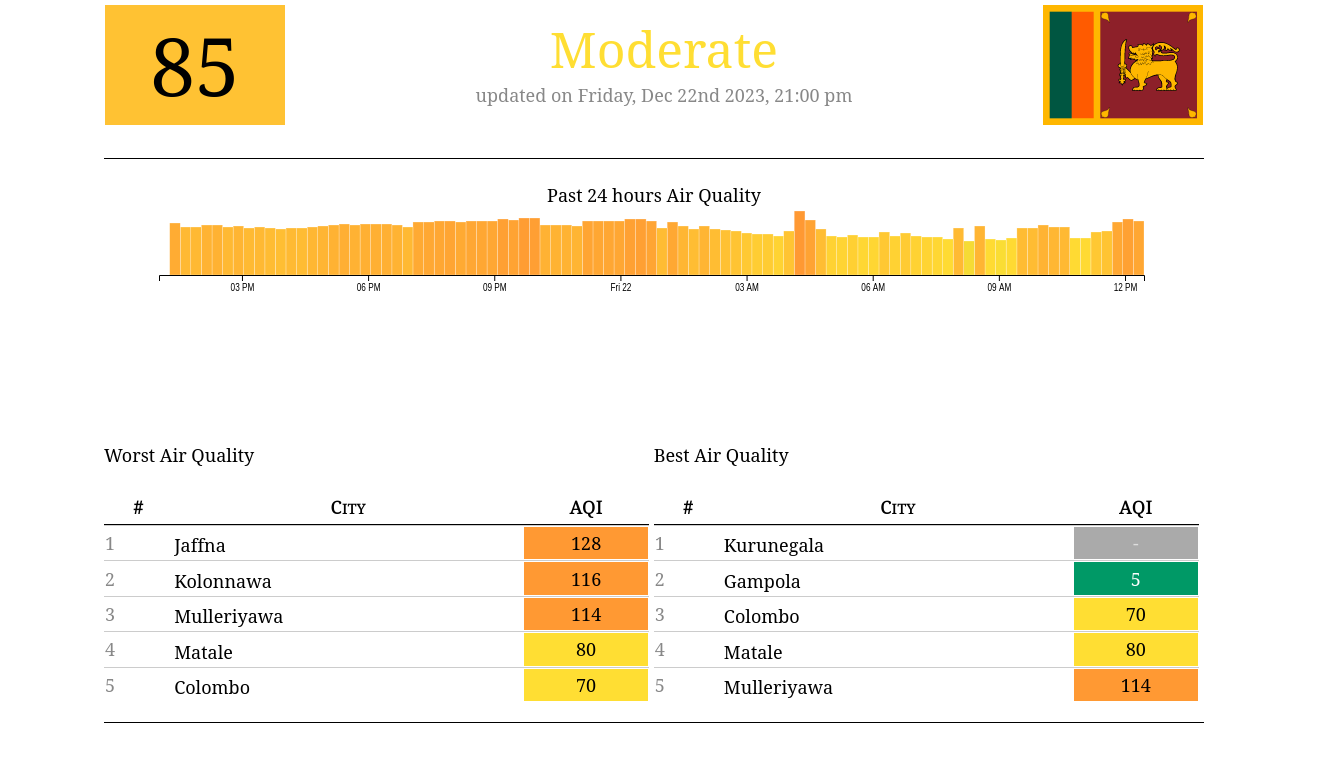 85
Moderate
updated on Friday, Dec 22nd 2023, 21:00 pm
Past 24 hours Air Quality
03 PM 06 PM 09 PM Fri 22 03 AM 06 AM 09 AM 12 PM
Worst Air Quality
# City AQI
1 Jaffna 128
2 Kolonnawa 116
3 Mulleriyawa 114
4 Matale 80
5 Colombo 70
Best Air Quality
# City AQI
1 Kurunegala -
2 Gampola 5
3 Colombo 70
4 Matale 80
5 Mulleriyawa 114